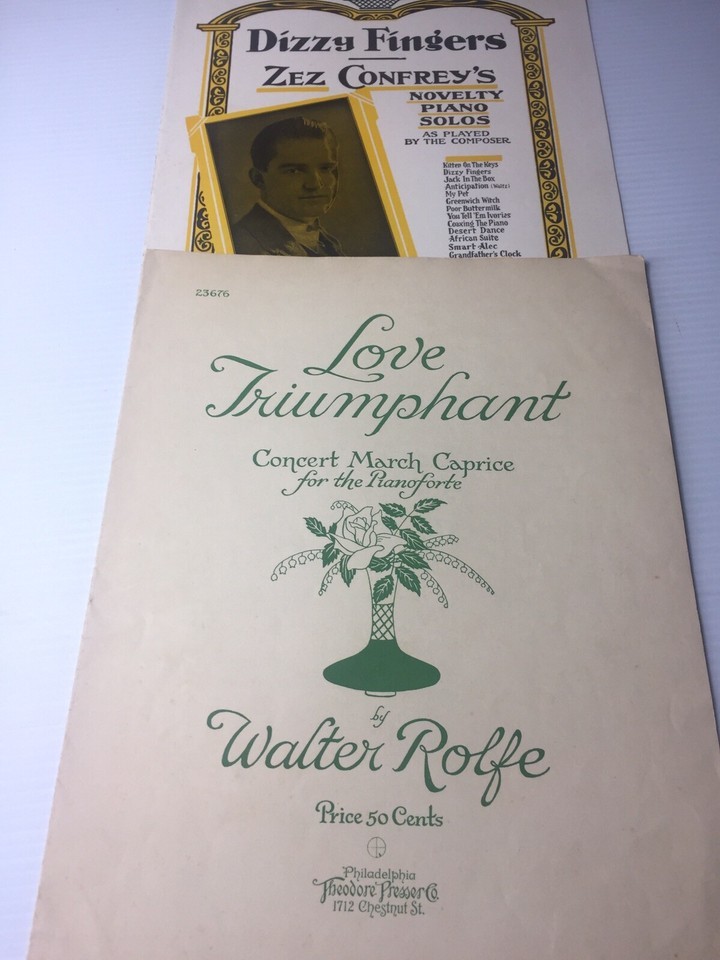 Dizzy Fingers
Zez Confrey's
Novelty
Piano
Solos
As Played
By The Composer
Kitten On The Keys
Dizzy Fingers
Jack In The Box
Anticipation (Waltz)
My Pet
Greenwich Witch
Poor Buttermilk
You Tell 'Em Ivories
Coaxing The Piano
Desert Dance
African Suite
Smart Alec
Grandfather's Clock
23676
Love
Triumphant
Concert March Caprice
for the Pianoforte
by
Walter Rolfe
Price 50 Cents
Philadelphia
Theodore Presser Co.
1712 Chestnut St.